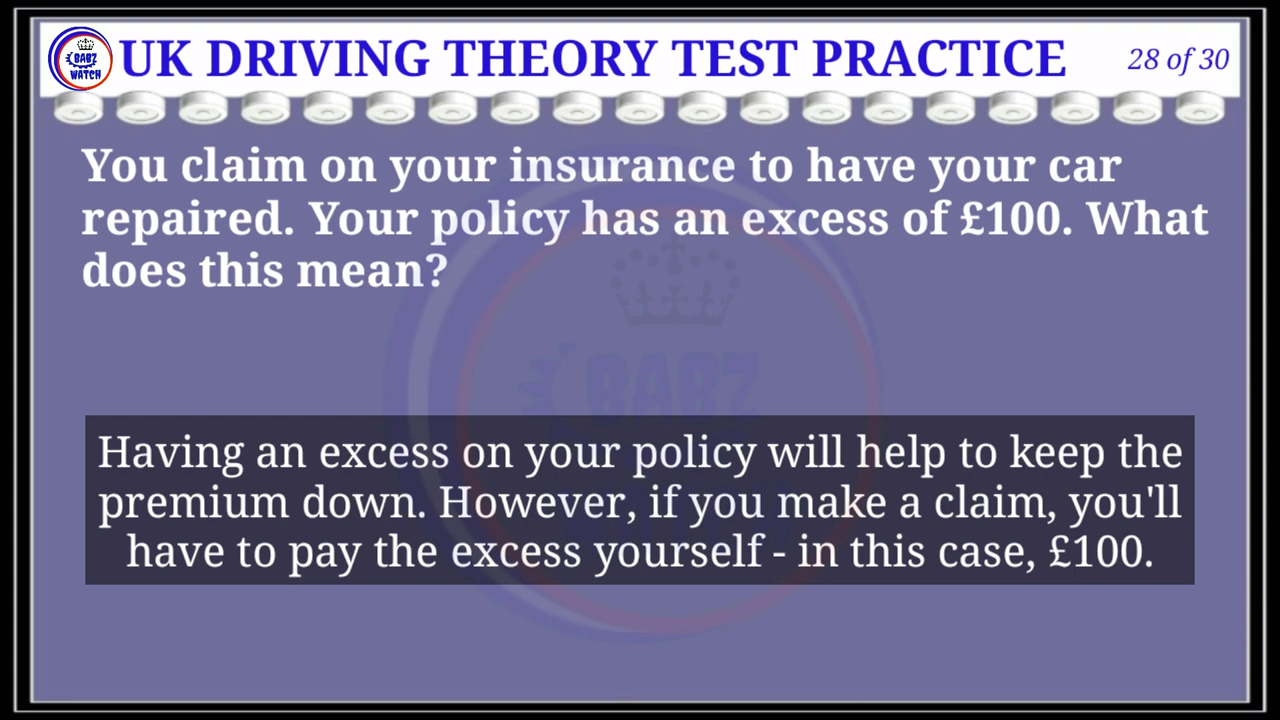 BABZ
WATCH
UK DRIVING THEORY TEST PRACTICE
28 of 30
You claim on your insurance to have your car
repaired. Your policy has an excess of £100. What
does this mean?
BABZ
Having an excess on your policy will help to keep the
premium down. However, if you make a claim, you'll
have to pay the excess yourself - in this case, £100.